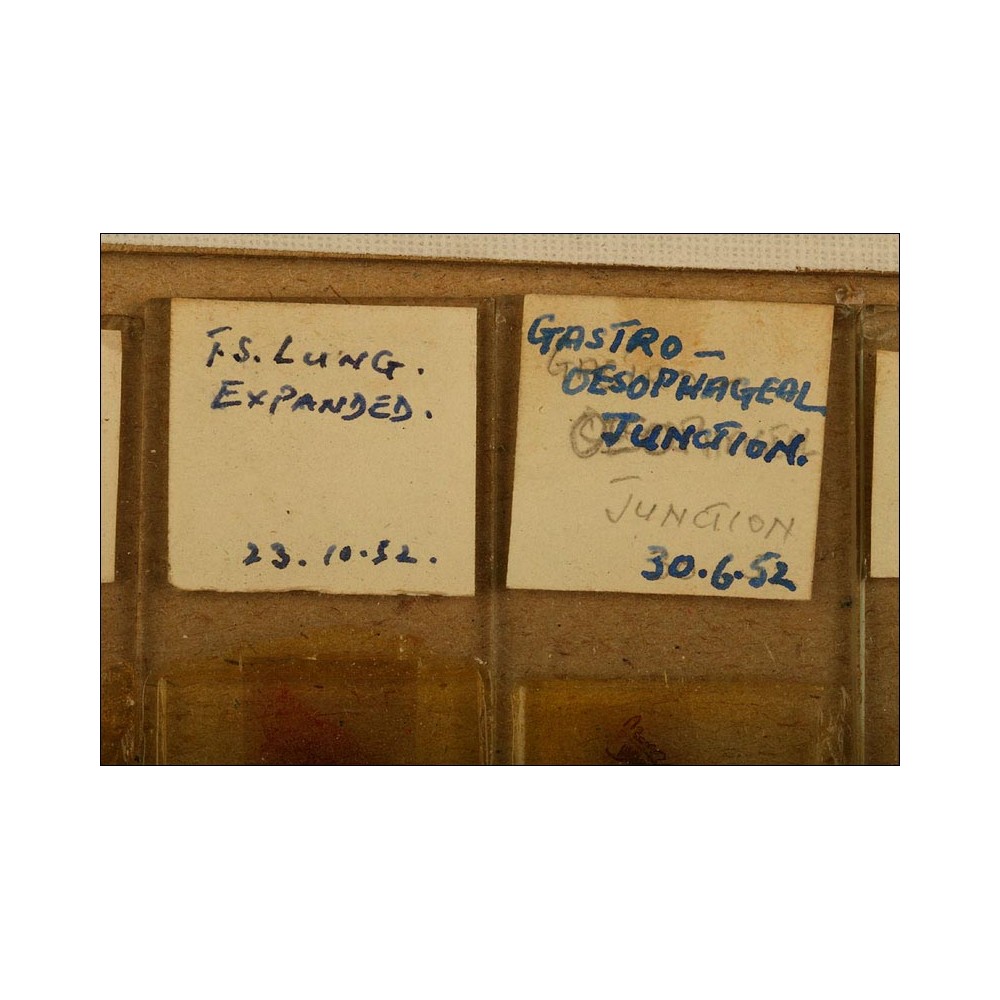 T.S. LUNG.
EXPANDED.
23.10.52.
GASTRO-
OESOPHAGEAL
JUNCTION.
JUNCTION
30.6.52